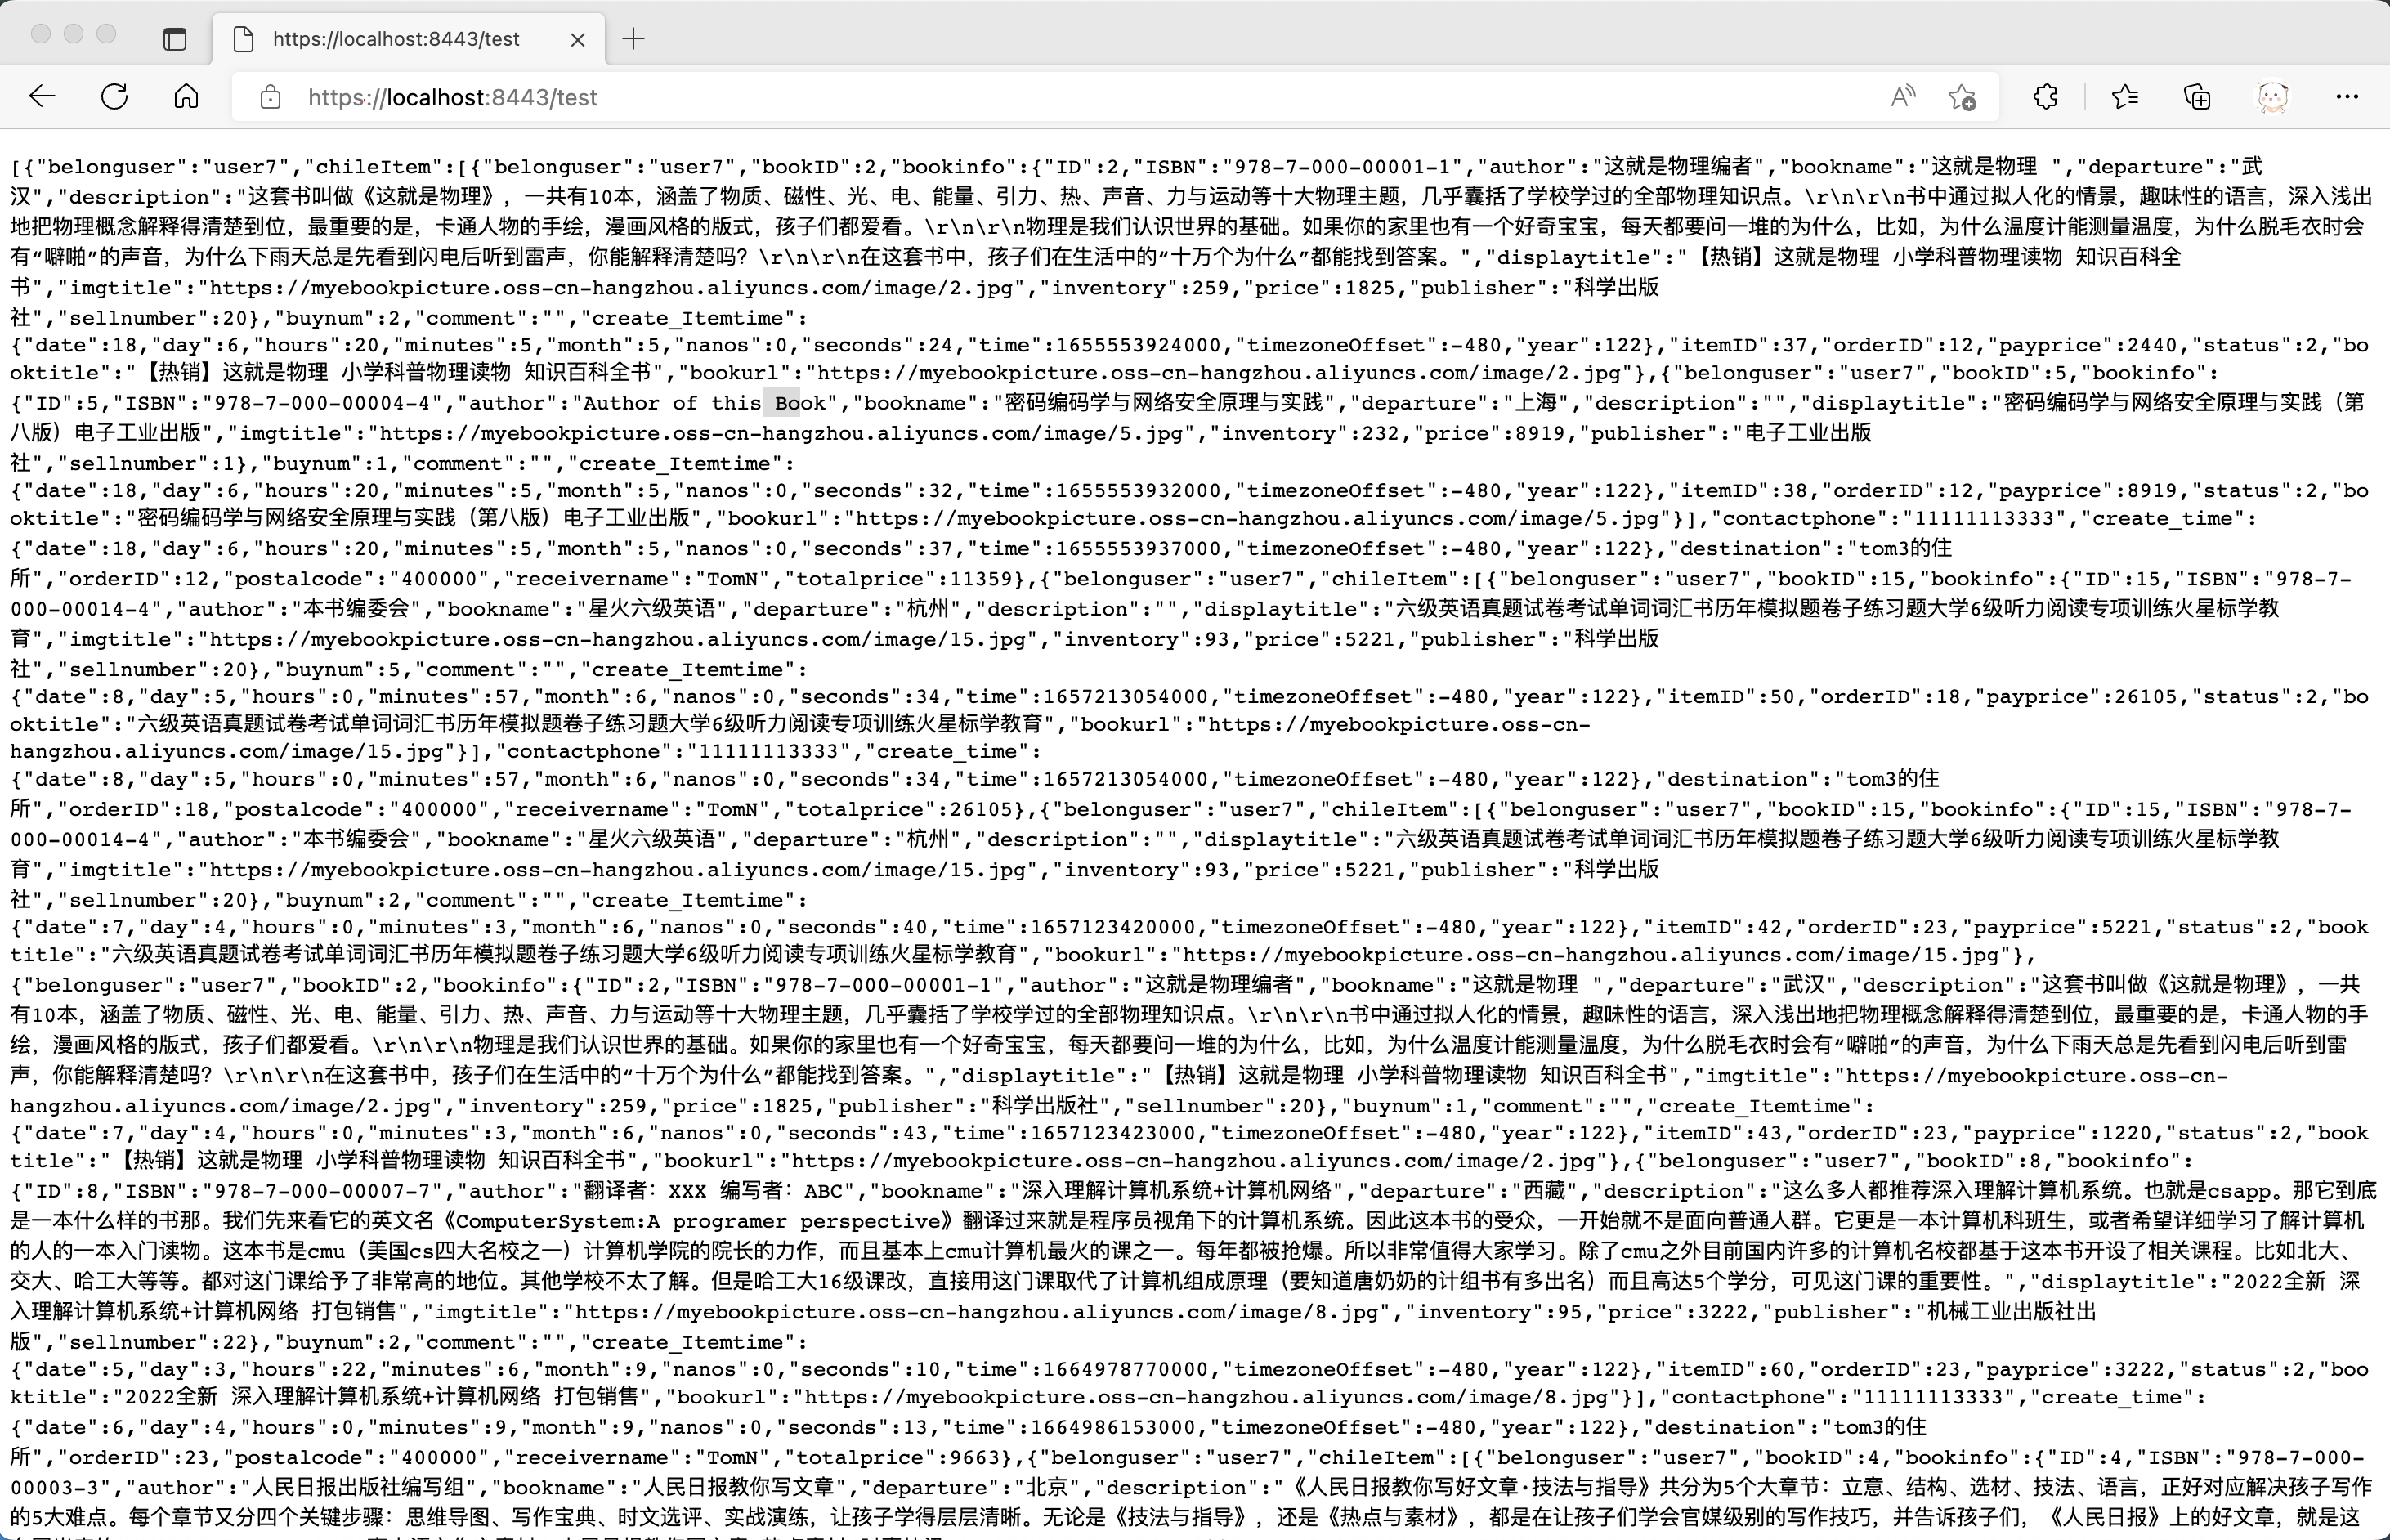 https://localhost:8443/test
https://localhost:8443/test
[{"belonguser":"user7","chileItem":[{"belonguser":"user7","bookID":2,"bookinfo":{"ID":2,"ISBN":"978-7-000-00001-1","author":"这就是物理编者","bookname":"这就是物理 ","departure":"武
汉","description":"这套书叫做《这就是物理》，一共有10本，涵盖了物质、磁性、光、电、能量、引力、热、声音、力与运动等十大物理主题，几乎囊括了学校学过的全部物理知识点。\r\n\r\n书中通过拟人化的情景，趣味性的语言，深入浅出
地把物理概念解释得清楚到位，最重要的是，卡通人物的手绘，漫画风格的版式，孩子们都爱看。\r\n\r\n物理是我们认识世界的基础。如果你的家里也有一个好奇宝宝，每天都要问一堆的为什么，比如，为什么温度计能测量温度，为什么脱毛衣时会
有“噼啪”的声音，为什么下雨天总是先看到闪电后听到雷声，你能解释清楚吗？\r\n\r\n在这套书中，孩子们在生活中的“十万个为什么”都能找到答案。","displaytitle":"【热销】这就是物理 小学科普物理读物 知识百科全
书","imgtitle":"https://myebookpicture.oss-cn-hangzhou.aliyuncs.com/image/2.jpg","inventory":259,"price":1825,"publisher":"科学出版
社","sellnumber":20},"buynum":2,"comment":"","create_Itemtime":
{"date":18,"day":6,"hours":20,"minutes":5,"month":5,"nanos":0,"seconds":24,"time":1655553924000,"timezoneOffset":-480,"year":122},"itemID":37,"orderID":12,"payprice":2440,"status":2,"bo
oktitle":"【热销】这就是物理 小学科普物理读物 知识百科全书","bookurl":"https://myebookpicture.oss-cn-hangzhou.aliyuncs.com/image/2.jpg"},{"belonguser":"user7","bookID":5,"bookinfo":
{"ID":5,"ISBN":"978-7-000-00004-4","author":"Author of this Book","bookname":"密码编码学与网络安全原理与实践","departure":"上海","description":"","displaytitle":"密码编码学与网络安全原理与实践（第
八版）电子工业出版","imgtitle":"https://myebookpicture.oss-cn-hangzhou.aliyuncs.com/image/5.jpg","inventory":232,"price":8919,"publisher":"电子工业出版
社","sellnumber":1},"buynum":1,"comment":"","create_Itemtime":
{"date":18,"day":6,"hours":20,"minutes":5,"month":5,"nanos":0,"seconds":32,"time":1655553932000,"timezoneOffset":-480,"year":122},"itemID":38,"orderID":12,"payprice":8919,"status":2,"bo
oktitle":"密码编码学与网络安全原理与实践（第八版）电子工业出版","bookurl":"https://myebookpicture.oss-cn-hangzhou.aliyuncs.com/image/5.jpg"}],"contactphone":"11111113333","create_time":
{"date":18,"day":6,"hours":20,"minutes":5,"month":5,"nanos":0,"seconds":37,"time":1655553937000,"timezoneOffset":-480,"year":122},"destination":"tom3的住
所","orderID":12,"postalcode":"400000","receivername":"TomN","totalprice":11359},{"belonguser":"user7","chileItem":[{"belonguser":"user7","bookID":15,"bookinfo":{"ID":15,"ISBN":"978-7-
000-00014-4","author":"本书编委会","bookname":"星火六级英语","departure":"杭州","description":"","displaytitle":"六级英语真题试卷考试单词词汇书历年模拟题卷子练习题大学6级听力阅读专项训练火星标学教
育","imgtitle":"https://myebookpicture.oss-cn-hangzhou.aliyuncs.com/image/15.jpg","inventory":93,"price":5221,"publisher":"科学出版
社","sellnumber":20},"buynum":5,"comment":"","create_Itemtime":
{"date":8,"day":5,"hours":0,"minutes":57,"month":6,"nanos":0,"seconds":34,"time":1657213054000,"timezoneOffset":-480,"year":122},"itemID":50,"orderID":18,"payprice":26105,"status":2,"bo
oktitle":"六级英语真题试卷考试单词词汇书历年模拟题卷子练习题大学6级听力阅读专项训练火星标学教育","bookurl":"https://myebookpicture.oss-cn-
hangzhou.aliyuncs.com/image/15.jpg"}],"contactphone":"11111113333","create_time":
{"date":8,"day":5,"hours":0,"minutes":57,"month":6,"nanos":0,"seconds":34,"time":1657213054000,"timezoneOffset":-480,"year":122},"destination":"tom3的住
所","orderID":18,"postalcode":"400000","receivername":"TomN","totalprice":26105},{"belonguser":"user7","chileItem":[{"belonguser":"user7","bookID":15,"bookinfo":{"ID":15,"ISBN":"978-7-
000-00014-4","author":"本书编委会","bookname":"星火六级英语","departure":"杭州","description":"","displaytitle":"六级英语真题试卷考试单词词汇书历年模拟题卷子练习题大学6级听力阅读专项训练火星标学教
育","imgtitle":"https://myebookpicture.oss-cn-hangzhou.aliyuncs.com/image/15.jpg","inventory":93,"price":5221,"publisher":"科学出版
社","sellnumber":20},"buynum":2,"comment":"","create_Itemtime":
{"date":7,"day":4,"hours":0,"minutes":3,"month":6,"nanos":0,"seconds":40,"time":1657123420000,"timezoneOffset":-480,"year":122},"itemID":42,"orderID":23,"payprice":5221,"status":2,"book
title":"六级英语真题试卷考试单词词汇书历年模拟题卷子练习题大学6级听力阅读专项训练火星标学教育","bookurl":"https://myebookpicture.oss-cn-hangzhou.aliyuncs.com/image/15.jpg"},
{"belonguser":"user7","bookID":2,"bookinfo":{"ID":2,"ISBN":"978-7-000-00001-1","author":"这就是物理编者","bookname":"这就是物理 ","departure":"武汉","description":"这套书叫做《这就是物理》，一共
有10本，涵盖了物质、磁性、光、电、能量、引力、热、声音、力与运动等十大物理主题，几乎囊括了学校学过的全部物理知识点。\r\n\r\n书中通过拟人化的情景，趣味性的语言，深入浅出地把物理概念解释得清楚到位，最重要的是，卡通人物的手
绘，漫画风格的版式，孩子们都爱看。\r\n\r\n物理是我们认识世界的基础。如果你的家里也有一个好奇宝宝，每天都要问一堆的为什么，比如，为什么温度计能测量温度，为什么脱毛衣时会有“噼啪”的声音，为什么下雨天总是先看到闪电后听到雷
声，你能解释清楚吗？\r\n\r\n在这套书中，孩子们在生活中的“十万个为什么”都能找到答案。","displaytitle":"【热销】这就是物理 小学科普物理读物 知识百科全书","imgtitle":"https://myebookpicture.oss-cn-
hangzhou.aliyuncs.com/image/2.jpg","inventory":259,"price":1825,"publisher":"科学出版社","sellnumber":20},"buynum":1,"comment":"","create_Itemtime":
{"date":7,"day":4,"hours":0,"minutes":3,"month":6,"nanos":0,"seconds":43,"time":1657123423000,"timezoneOffset":-480,"year":122},"itemID":43,"orderID":23,"payprice":1220,"status":2,"book
title":"【热销】这就是物理 小学科普物理读物 知识百科全书","bookurl":"https://myebookpicture.oss-cn-hangzhou.aliyuncs.com/image/2.jpg"},{"belonguser":"user7","bookID":8,"bookinfo":
{"ID":8,"ISBN":"978-7-000-00007-7","author":"翻译者：XXX 编写者：ABC","bookname":"深入理解计算机系统+计算机网络","departure":"西藏","description":"这么多人都推荐深入理解计算机系统。也就是csapp。那它到底
是一本什么样的书那。我们先来看它的英文名《ComputerSystem:A programer perspective》翻译过来就是程序员视角下的计算机系统。因此这本书的受众，一开始就不是面向普通人群。它更是一本计算机科班生，或者希望详细学习了解计算机
的人的一本入门读物。这本书是cmu（美国cs四大名校之一）计算机学院的院长的力作，而且基本上cmu计算机最火的课之一。每年都被抢爆。所以非常值得大家学习。除了cmu之外目前国内许多的计算机名校都基于这本书开设了相关课程。比如北大、
交大、哈工大等等。都对这门课给予了非常高的地位。其他学校不太了解。但是哈工大16级课改，直接用这门课取代了计算机组成原理（要知道唐奶奶的计组书有多出名）而且高达5个学分，可见这门课的重要性。","displaytitle":"2022全新 深
入理解计算机系统+计算机网络 打包销售","imgtitle":"https://myebookpicture.oss-cn-hangzhou.aliyuncs.com/image/8.jpg","inventory":95,"price":3222,"publisher":"机械工业出版社出
版","sellnumber":22},"buynum":2,"comment":"","create_Itemtime":
{"date":5,"day":3,"hours":22,"minutes":6,"month":9,"nanos":0,"seconds":10,"time":1664978770000,"timezoneOffset":-480,"year":122},"itemID":60,"orderID":23,"payprice":3222,"status":2,"boo
ktitle":"2022全新 深入理解计算机系统+计算机网络 打包销售","bookurl":"https://myebookpicture.oss-cn-hangzhou.aliyuncs.com/image/8.jpg"}],"contactphone":"11111113333","create_time":
{"date":6,"day":4,"hours":0,"minutes":9,"month":9,"nanos":0,"seconds":13,"time":1664986153000,"timezoneOffset":-480,"year":122},"destination":"tom3的住
所","orderID":23,"postalcode":"400000","receivername":"TomN","totalprice":9663},{"belonguser":"user7","chileItem":[{"belonguser":"user7","bookID":4,"bookinfo":{"ID":4,"ISBN":"978-7-000-
00003-3","author":"人民日报出版社编写组","bookname":"人民日报教你写文章","departure":"北京","description":"《人民日报教你写好文章·技法与指导》共分为5个大章节：立意、结构、选材、技法、语言，正好对应解决孩子写作
的5大难点。每个章节又分四个关键步骤：思维导图、写作宝典、时文选评、实战演练，让孩子学得层层清晰。无论是《技法与指导》，还是《热点与素材》，都是在让孩子们学会官媒级别的写作技巧，并告诉孩子们，《人民日报》上的好文章，就是这